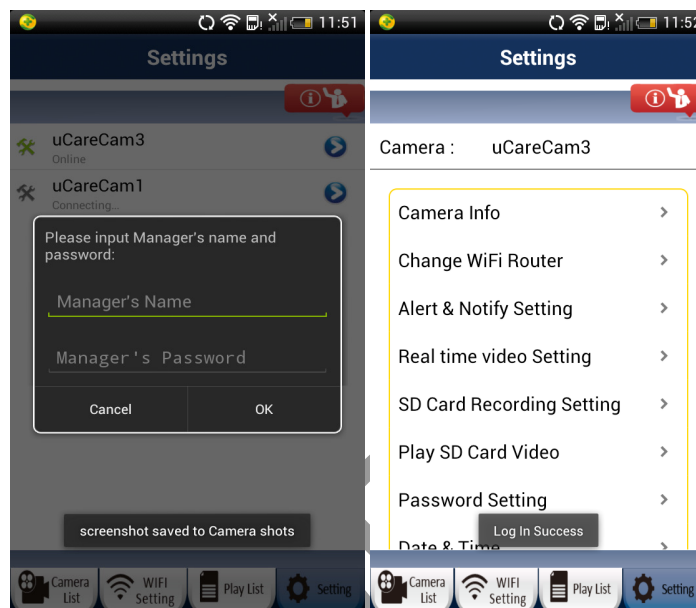 11:51
Settings
uCareCam3
Online
uCareCam1
Connecting...
Please input Manager's name and
password:
Manager's Name
Manager's Password
Cancel
OK
screenshot saved to Camera shots
Camera
List
WIFI
Setting
Play List
Setting
11:52
Settings
Camera : uCareCam3
Camera Info
Change WiFi Router
Alert & Notify Setting
Real time video Setting
SD Card Recording Setting
Play SD Card Video
Password Setting
Date & Time
Log In Success
Camera
List
WIFI
Setting
Play List
Setting